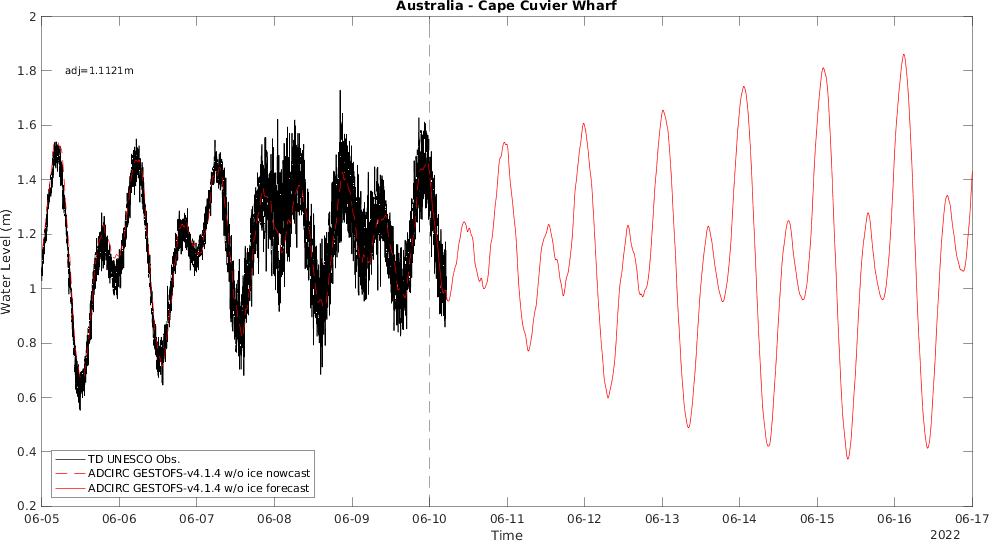 Australia - Cape Cuvier Wharf
2
1.8
1.6
1.4
1.2
1
0.8
0.6
0.4
0.2
Water Level (m)
adj=1.1121m
TD UNESCO Obs.
ADCIRC GESTOFS-v4.1.4 w/o ice nowcast
ADCIRC GESTOFS-v4.1.4 w/o ice forecast
06-05 06-06 06-07 06-08 06-09 06-10 06-11 06-12 06-13 06-14 06-15 06-16 06-17
Time
2022